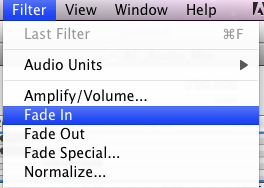 Filter View Window Help
Last Filter ⌘F
Audio Units
Amplify/Volume...
Fade In
Fade Out
Fade Special...
Normalize...